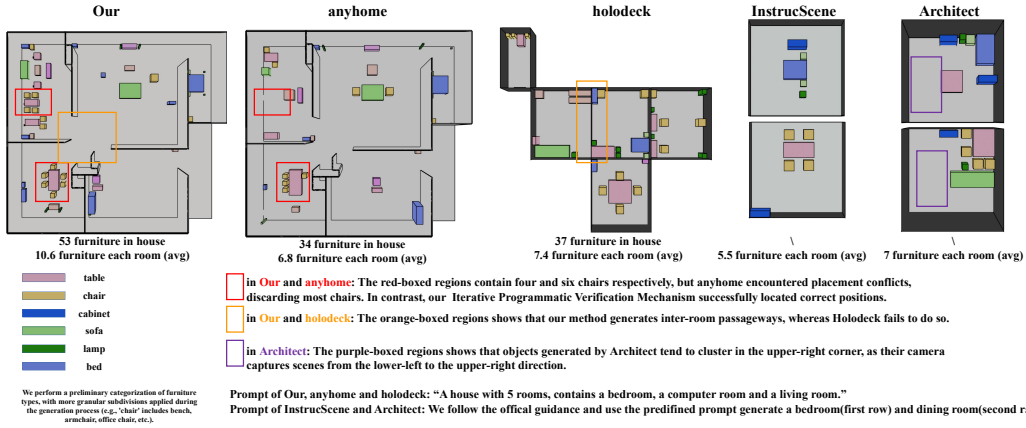 Our
anyhome
holodeck
InstrucScene
Architect
53 furniture in house
10.6 furniture each room (avg)
34 furniture in house
6.8 furniture each room (avg)
37 furniture in house
7.4 furniture each room (avg)
\
5.5 furniture each room (avg)
\
7 furniture each room (avg)
table
chair
cabinet
sofa
lamp
bed
in Our and anyhome: The red-boxed regions contain four and six chairs respectively, but anyhome encountered placement conflicts,
discarding most chairs. In contrast, our Iterative Programmatic Verification Mechanism successfully located correct positions.
in Our and holodeck: The orange-boxed regions shows that our method generates inter-room passageways, whereas Holodeck fails to do so.
in Architect: The purple-boxed regions shows that objects generated by Architect tend to cluster in the upper-right corner, as their camera
captures scenes from the lower-left to the upper-right direction.
We perform a preliminary categorization of furniture
types, with more granular subdivisions applied during
the generation process (e.g., 'chair' includes bench,
armchair, office chair, etc.).
Prompt of Our, anyhome and holodeck: “A house with 5 rooms, contains a bedroom, a computer room and a living room.”
Prompt of InstrucScene and Architect: We follow the offical guidance and use the predifined prompt generate a bedroom(first row) and dining room(second r